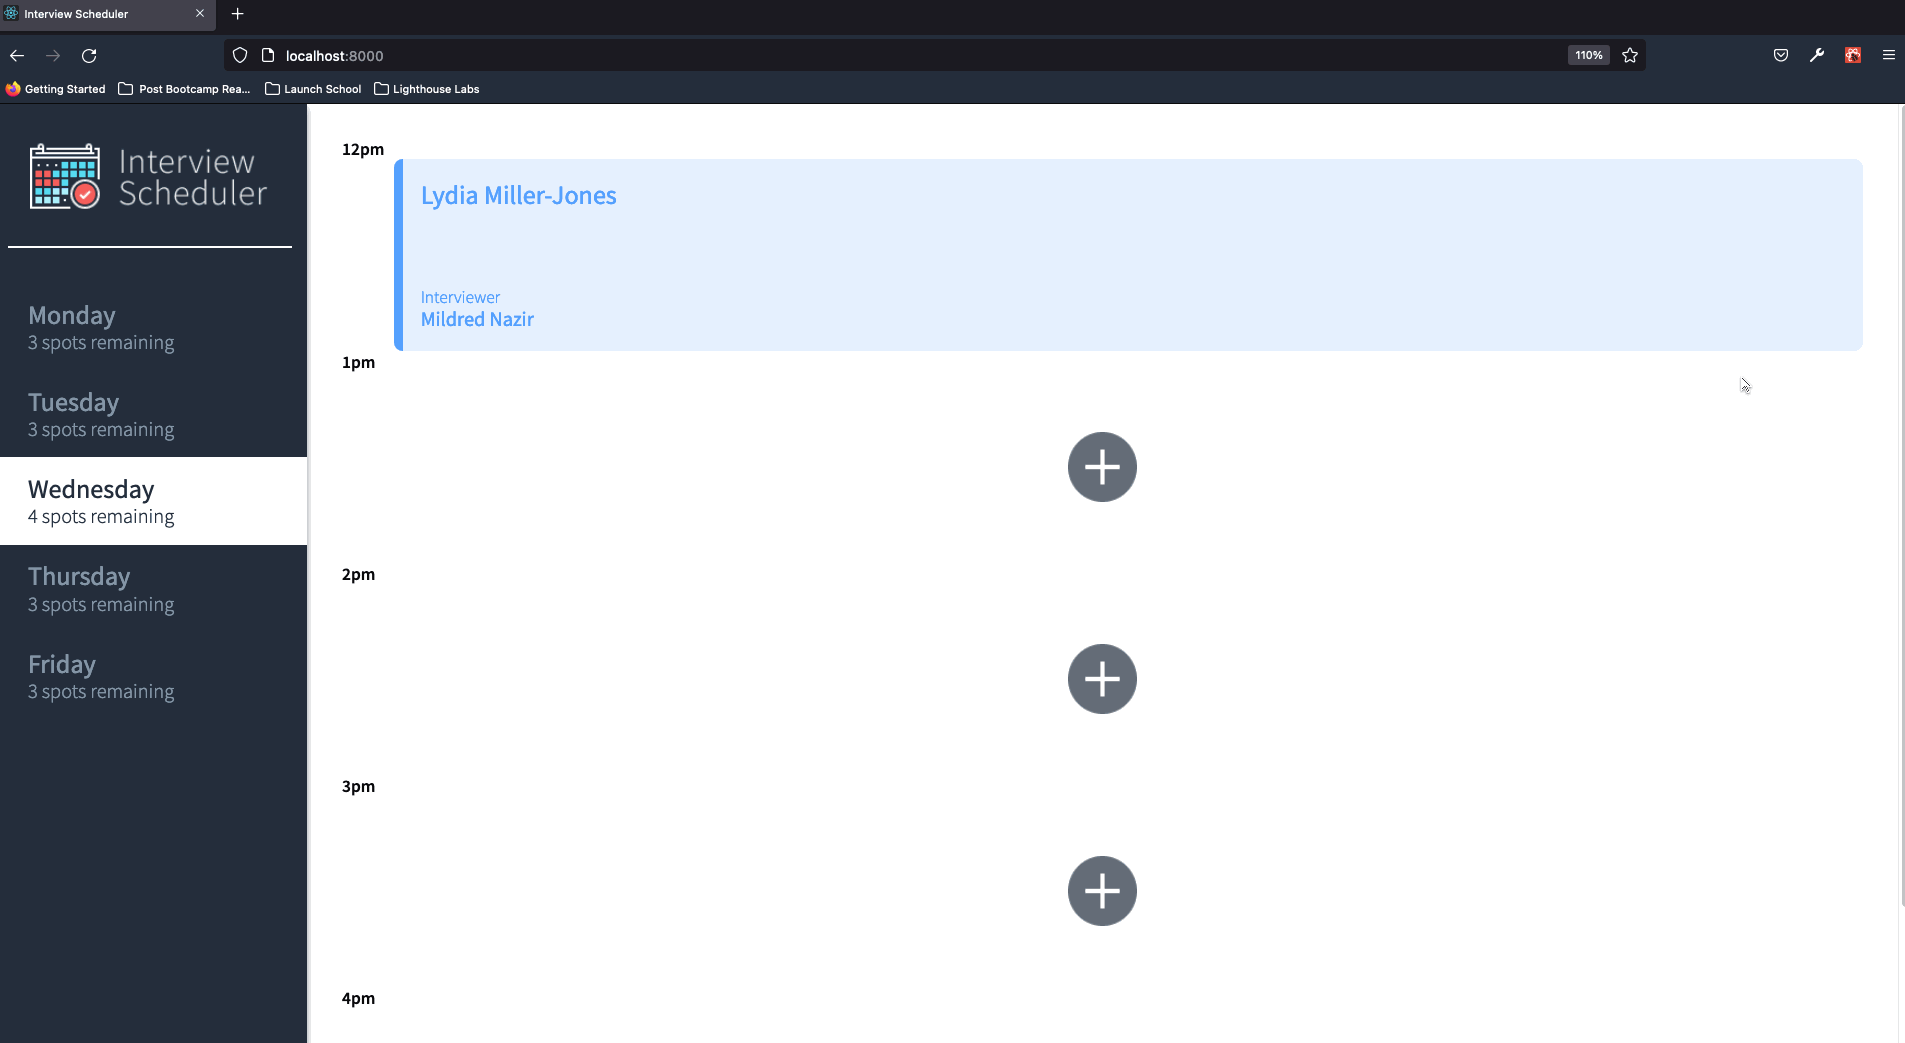 Interview Scheduler
localhost:8000
110%
Getting Started
Post Bootcamp Rea...
Launch School
Lighthouse Labs
Interview
Scheduler
Monday
3 spots remaining
Tuesday
3 spots remaining
Wednesday
4 spots remaining
Thursday
3 spots remaining
Friday
3 spots remaining
12pm
Lydia Miller-Jones
Interviewer
Mildred Nazir
1pm
2pm
3pm
4pm